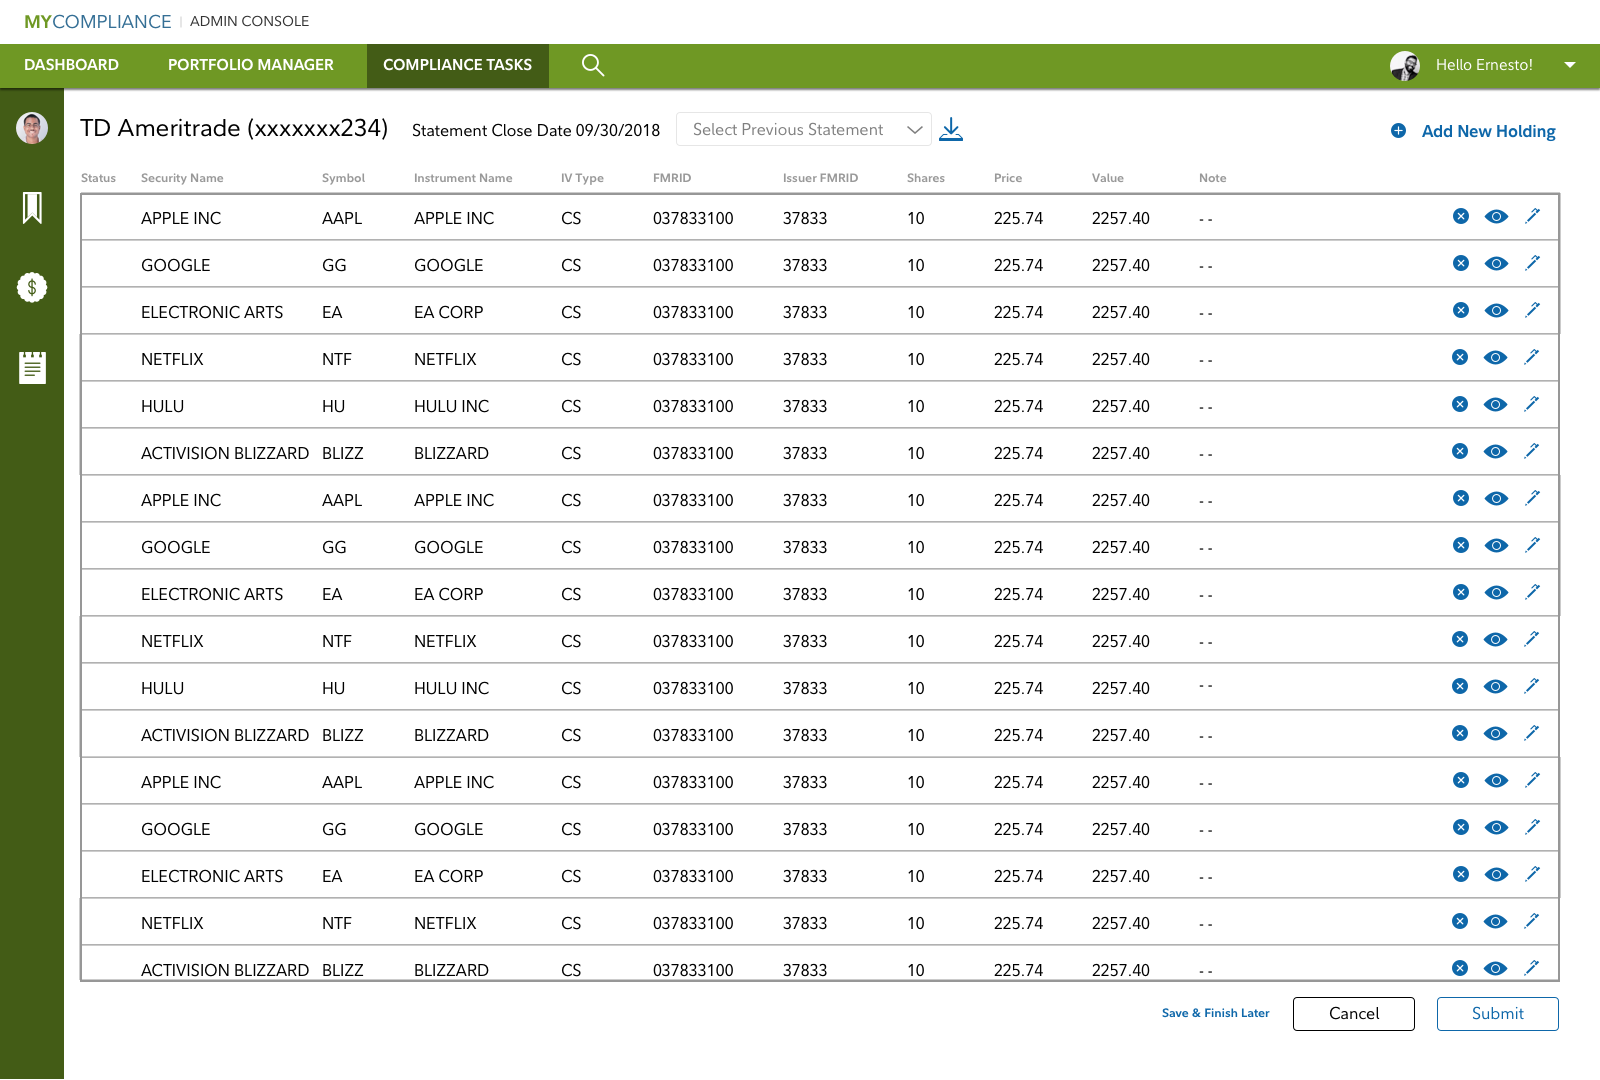 MYCOMPLIANCE | ADMIN CONSOLE
DASHBOARD PORTFOLIO MANAGER COMPLIANCE TASKS Hello Ernesto!
TD Ameritrade (xxxxxxx234) Statement Close Date 09/30/2018 Select Previous Statement Add New Holding
Status Security Name Symbol Instrument Name IV Type FMRID Issuer FMRID Shares Price Value Note
APPLE INC AAPL APPLE INC CS 037833100 37833 10 225.74 2257.40 - -
GOOGLE GG GOOGLE CS 037833100 37833 10 225.74 2257.40 - -
ELECTRONIC ARTS EA EA CORP CS 037833100 37833 10 225.74 2257.40 - -
NETFLIX NTF NETFLIX CS 037833100 37833 10 225.74 2257.40 - -
HULU HU HULU INC CS 037833100 37833 10 225.74 2257.40 - -
ACTIVISION BLIZZARD BLIZZ BLIZZARD CS 037833100 37833 10 225.74 2257.40 - -
APPLE INC AAPL APPLE INC CS 037833100 37833 10 225.74 2257.40 - -
GOOGLE GG GOOGLE CS 037833100 37833 10 225.74 2257.40 - -
ELECTRONIC ARTS EA EA CORP CS 037833100 37833 10 225.74 2257.40 - -
NETFLIX NTF NETFLIX CS 037833100 37833 10 225.74 2257.40 - -
HULU HU HULU INC CS 037833100 37833 10 225.74 2257.40 - -
ACTIVISION BLIZZARD BLIZZ BLIZZARD CS 037833100 37833 10 225.74 2257.40 - -
APPLE INC AAPL APPLE INC CS 037833100 37833 10 225.74 2257.40 - -
GOOGLE GG GOOGLE CS 037833100 37833 10 225.74 2257.40 - -
ELECTRONIC ARTS EA EA CORP CS 037833100 37833 10 225.74 2257.40 - -
NETFLIX NTF NETFLIX CS 037833100 37833 10 225.74 2257.40 - -
ACTIVISION BLIZZARD BLIZZ BLIZZARD CS 037833100 37833 10 225.74 2257.40 - -
Save & Finish Later Cancel Submit